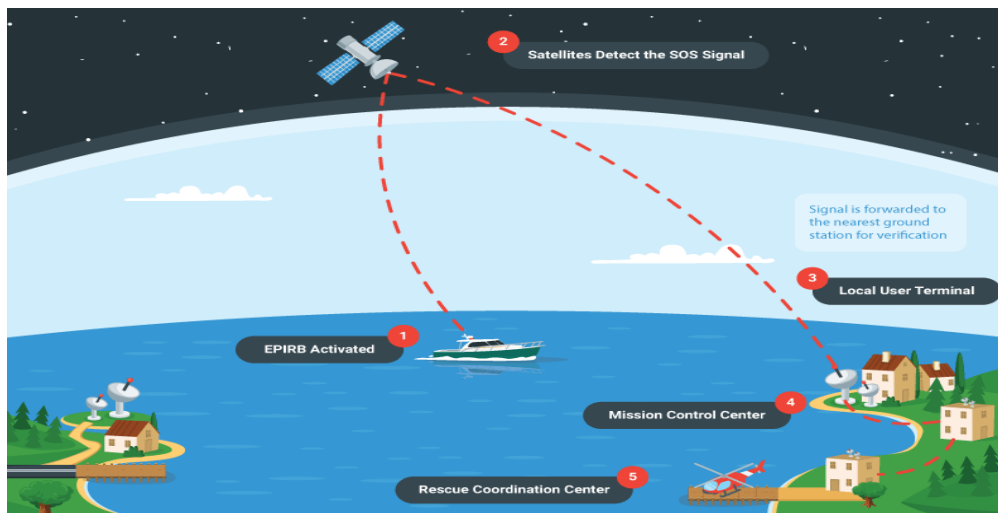 2
Satellites Detect the SOS Signal
Signal is forwarded to
the nearest ground
station for verification
3
Local User Terminal
1
EPIRB Activated
4
Mission Control Center
5
Rescue Coordination Center